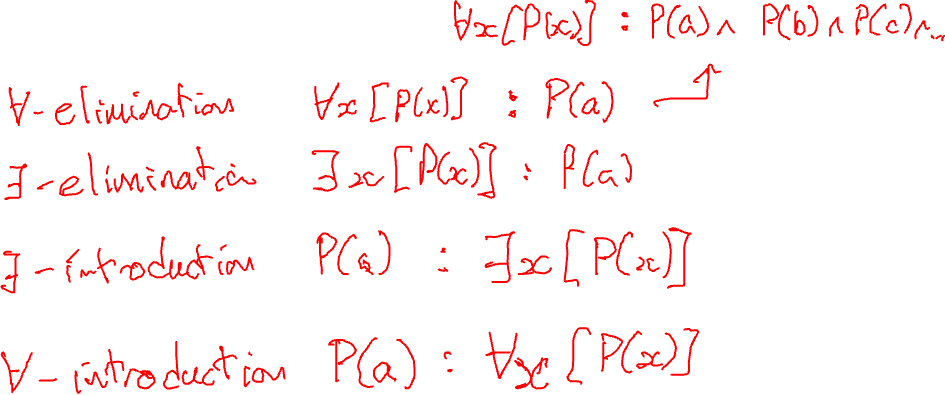 ∀x[P(x)] : P(a) ∧ P(b) ∧ P(c) ∧ ...
∀-elimination ∀x[P(x)] : P(a)
∃-elimination ∃x[P(x)] : P(a)
∃-introduction P(a) : ∃x[P(x)]
∀-introduction P(a) : ∀x[P(x)]